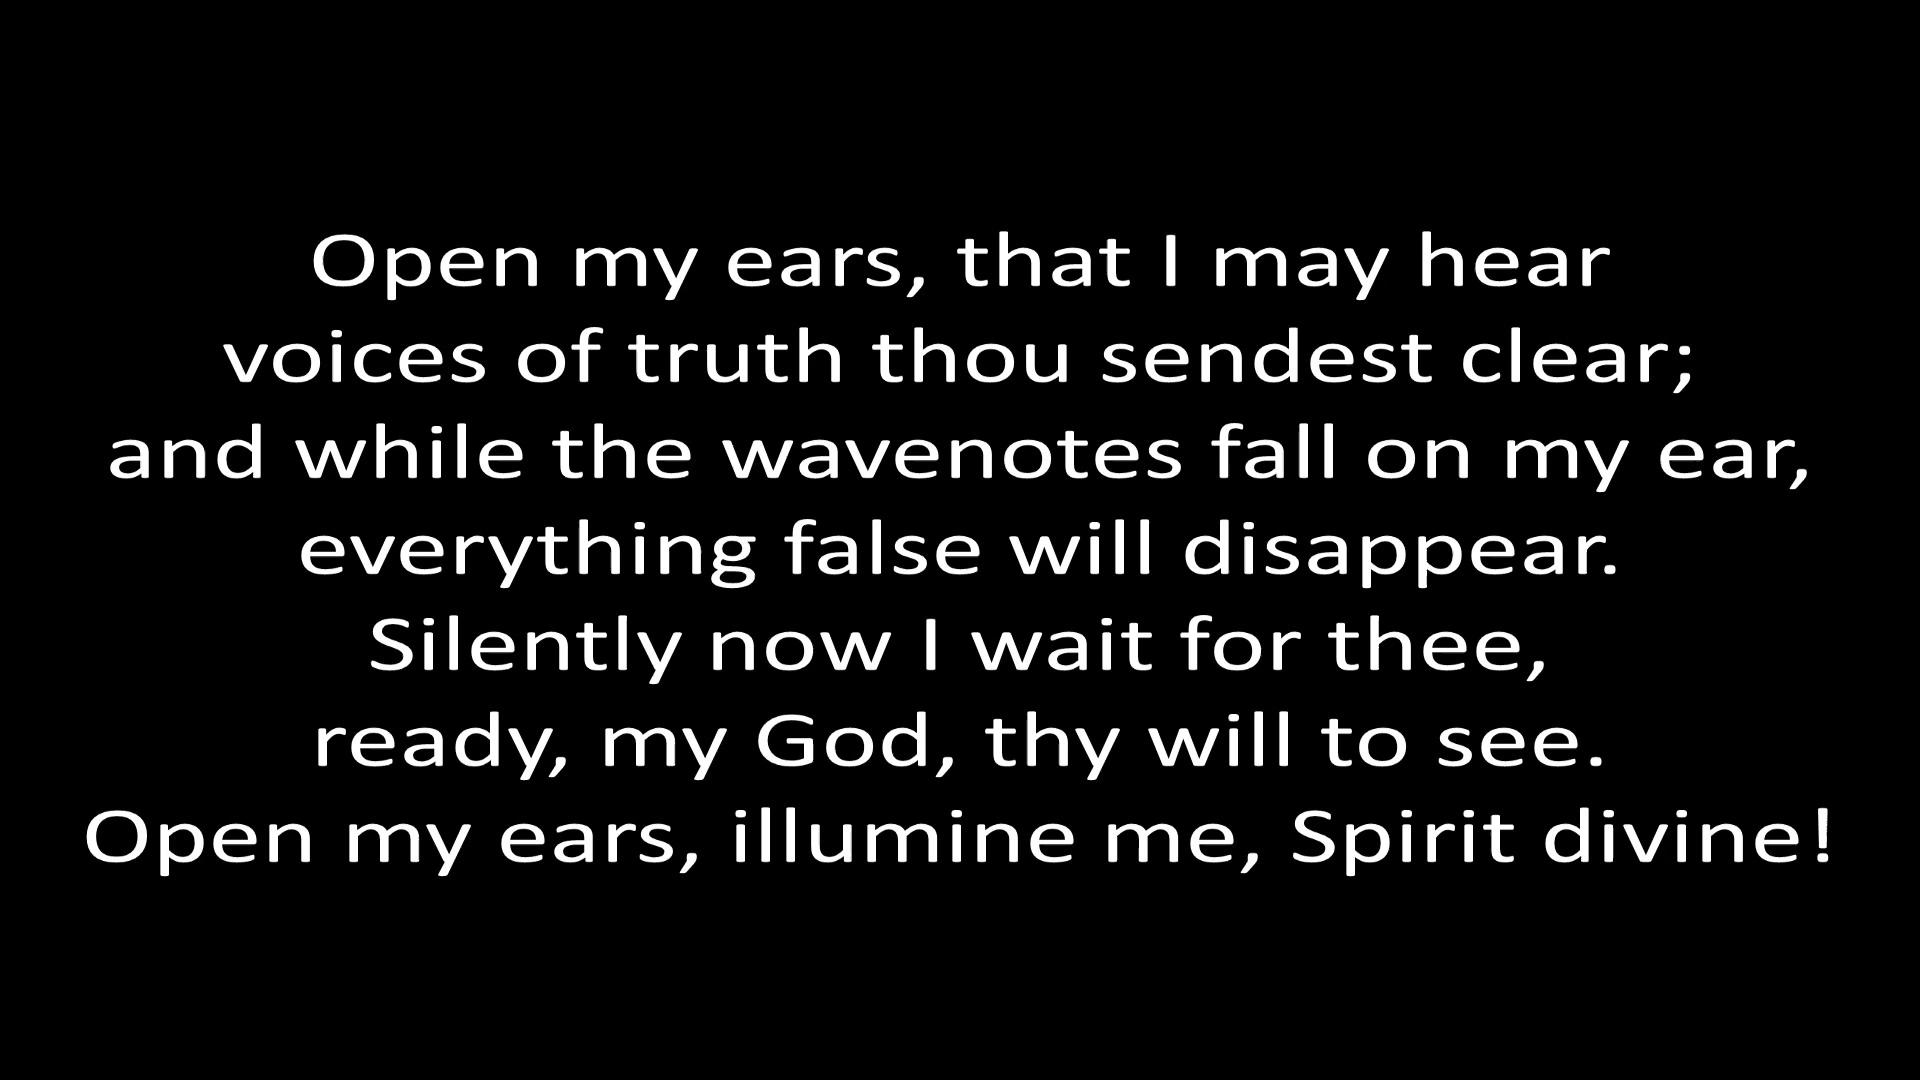 Open my ears, that I may hear
voices of truth thou sendest clear;
and while the wavenotes fall on my ear,
everything false will disappear.
Silently now I wait for thee,
ready, my God, thy will to see.
Open my ears, illumine me, Spirit divine!